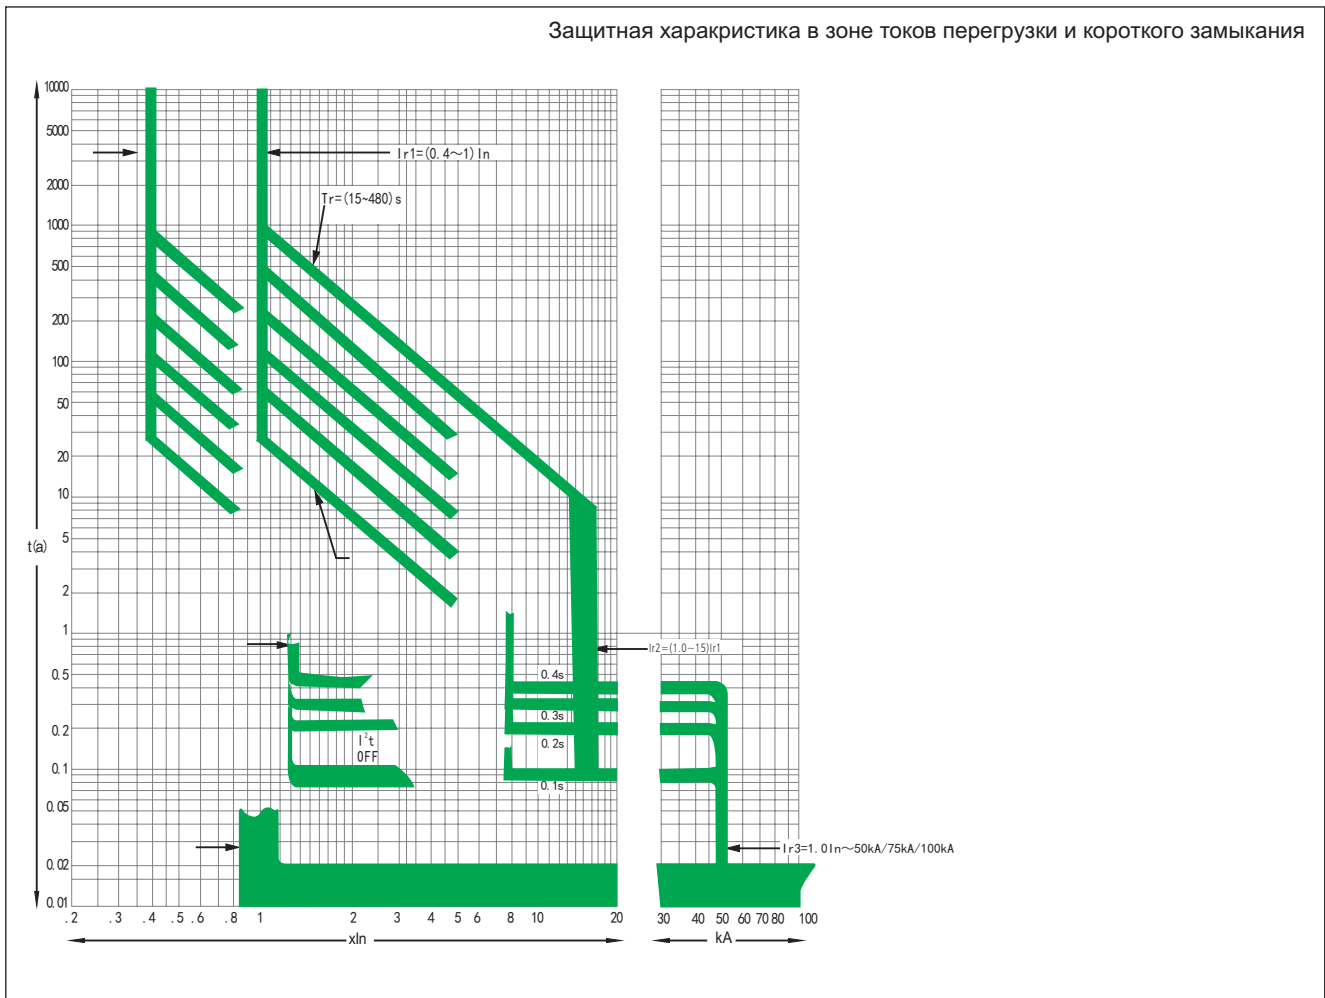 Защитная харакристика в зоне токов перегрузки и короткого замыкания
10000
5000
2000
1000
500
200
100
50
20
10
5
2
1
0.5
0.2
0.1
0.05
0.02
0.01
t(a)
Ir1=(0.4～1)In
Tr=(15~480)s
Ir2=(1.0~15)Ir1
0.4s
0.3s
0.2s
0.1s
I²t
OFF
Ir3=1.0In～50kA/75kA/100kA
.2 .3 .4 .5 .6 .8 1 2 3 4 5 6 8 10 20 30 40 50 60 70 80 100
xIn kA